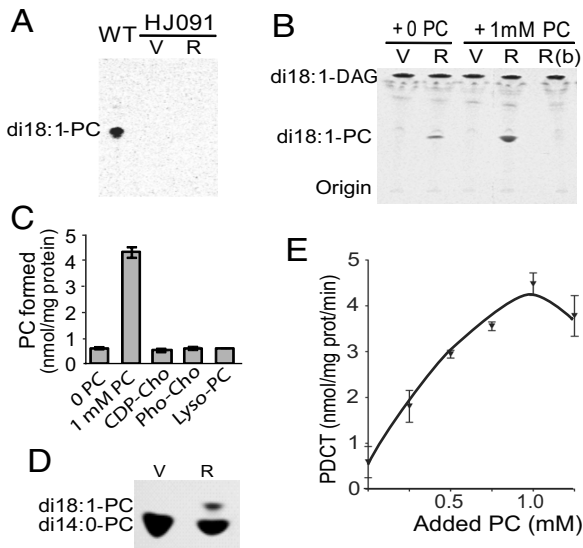 A
WT HJ091
V R
di18:1-PC
B
+ 0 PC + 1mM PC
V R V R R(b)
di18:1-DAG
di18:1-PC
Origin
C
PC formed
(nmol/mg protein)
5
4
3
2
1
0
0 PC
1 mM PC
CDP-Cho
Pho-Cho
Lyso-PC
D
V R
di18:1-PC
di14:0-PC
E
PDCT (nmol/mg prot/min)
5
4
3
2
1
0
0.5 1.0
Added PC (mM)